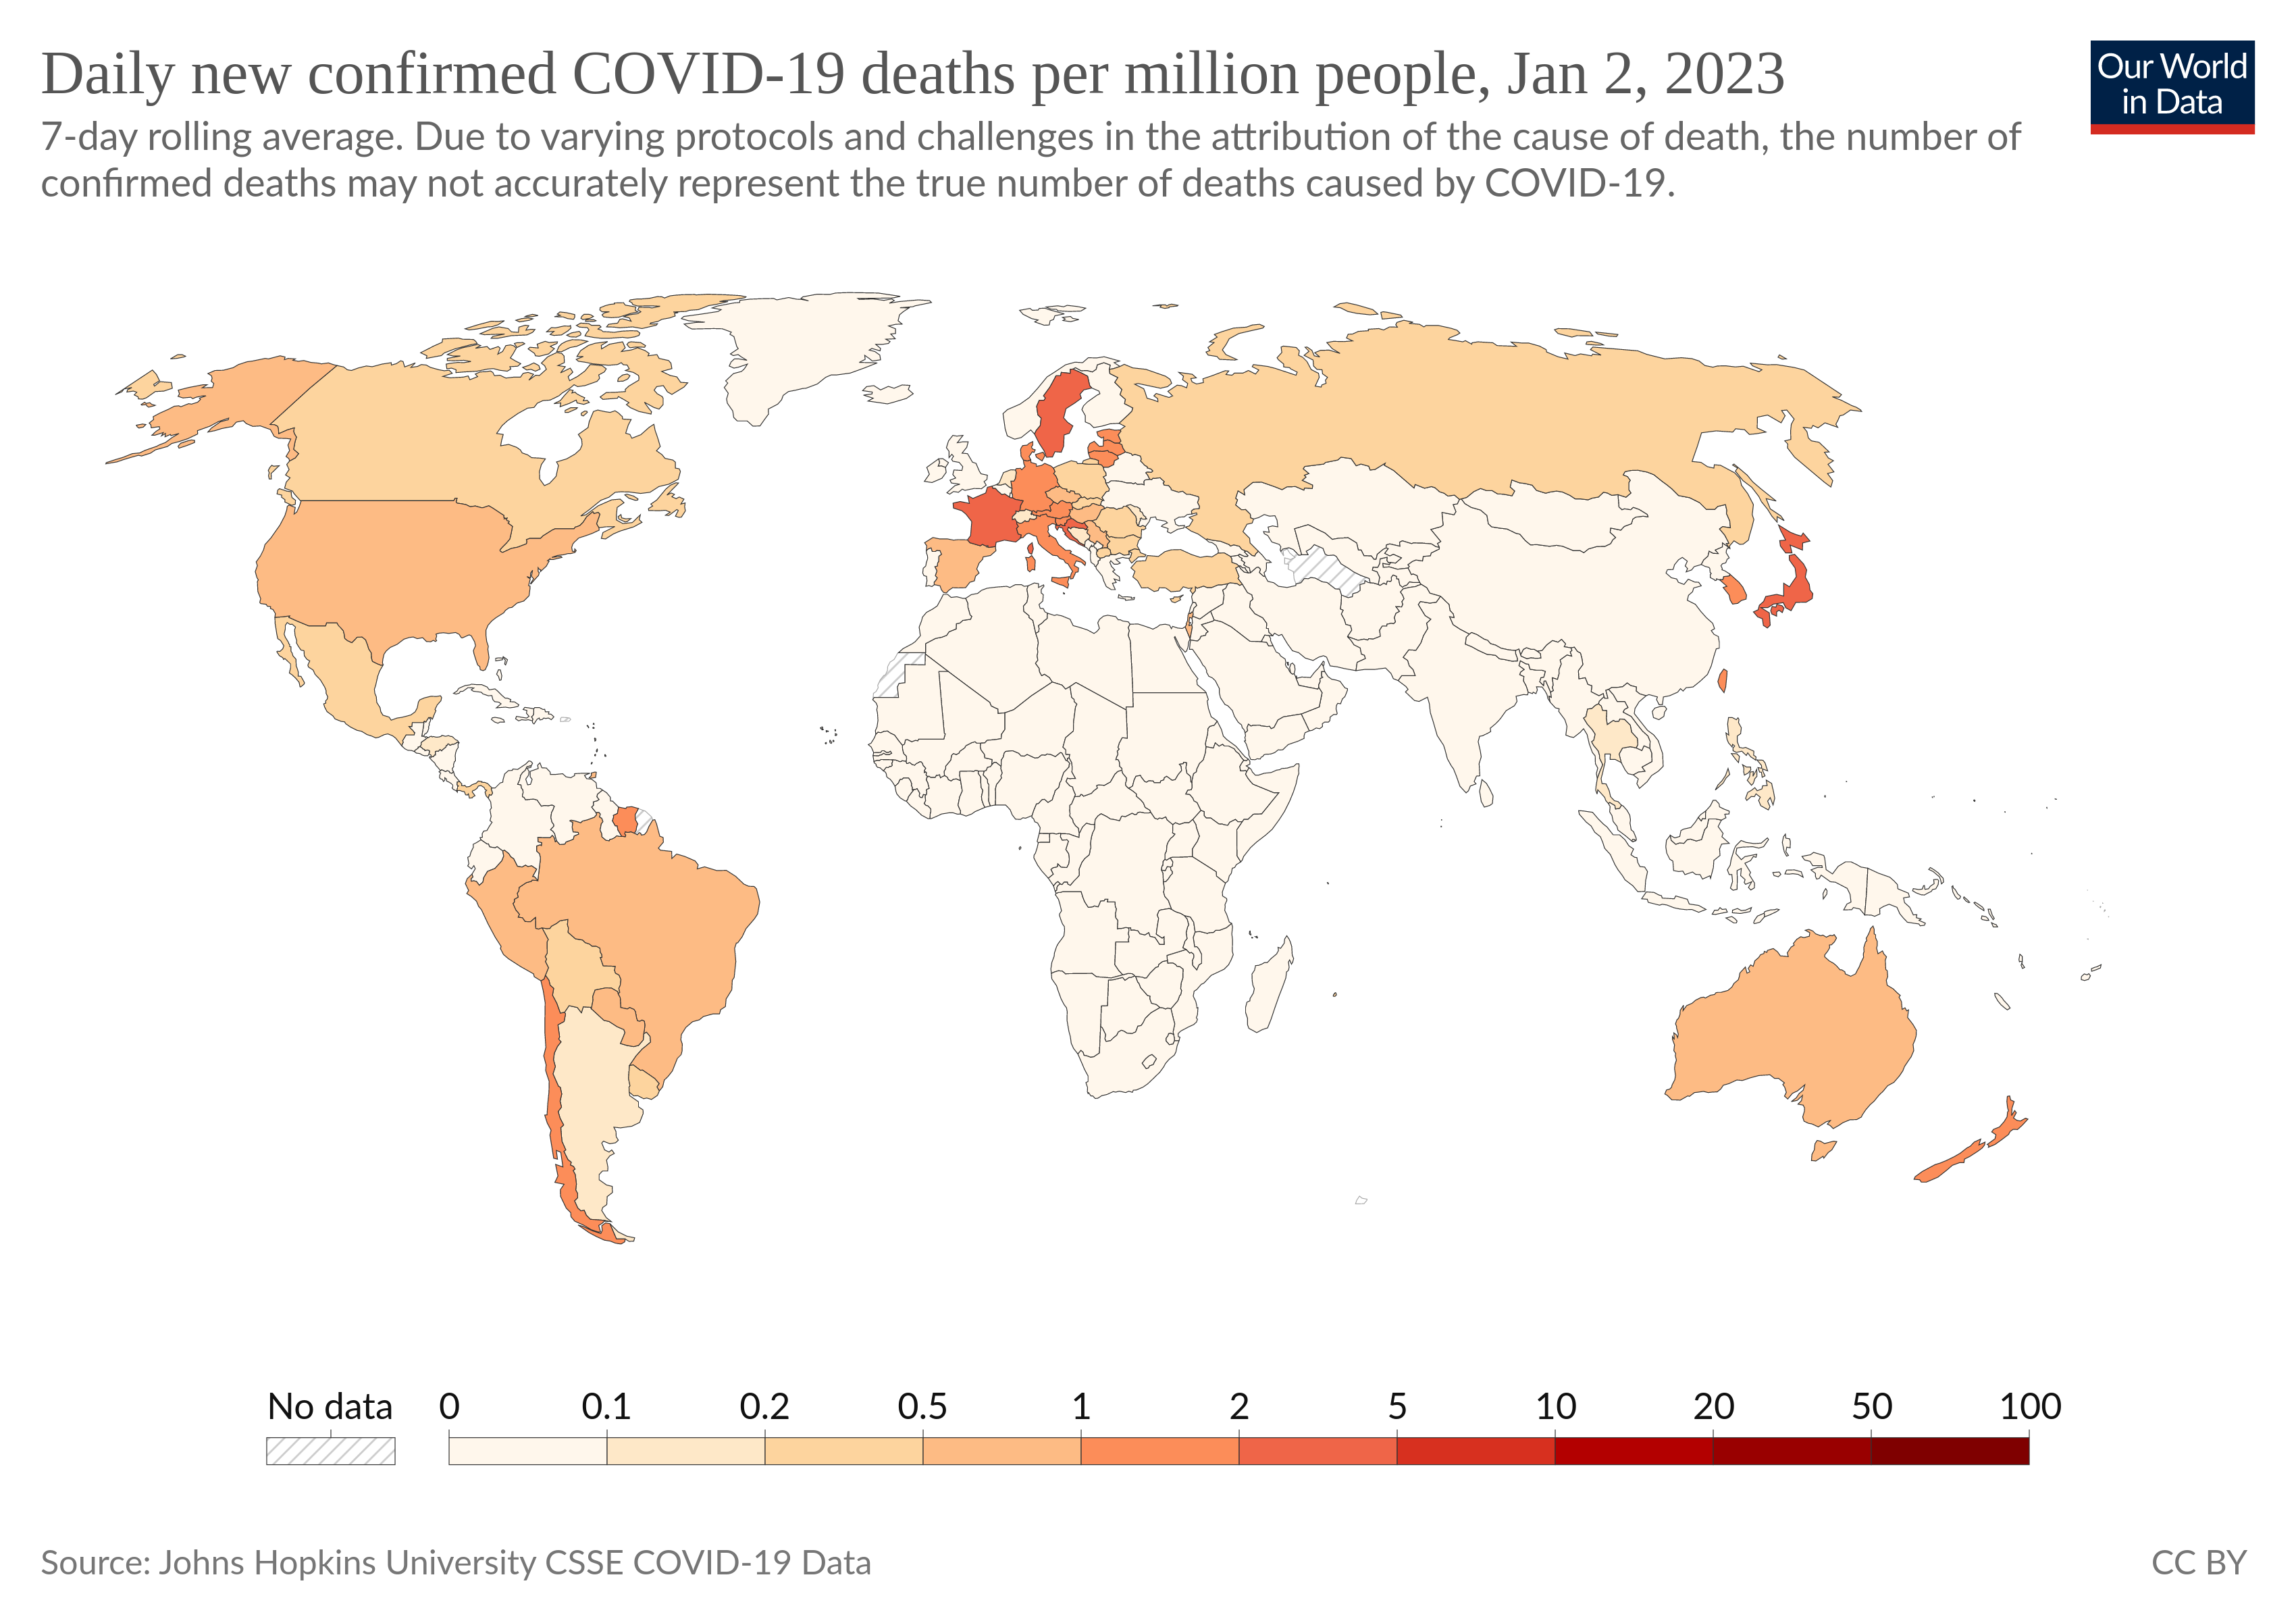 Daily new confirmed COVID-19 deaths per million people, Jan 2, 2023
Our World
in Data
7-day rolling average. Due to varying protocols and challenges in the attribution of the cause of death, the number of
confirmed deaths may not accurately represent the true number of deaths caused by COVID-19.
No data 0 0.1 0.2 0.5 1 2 5 10 20 50 100
Source: Johns Hopkins University CSSE COVID-19 Data
CC BY